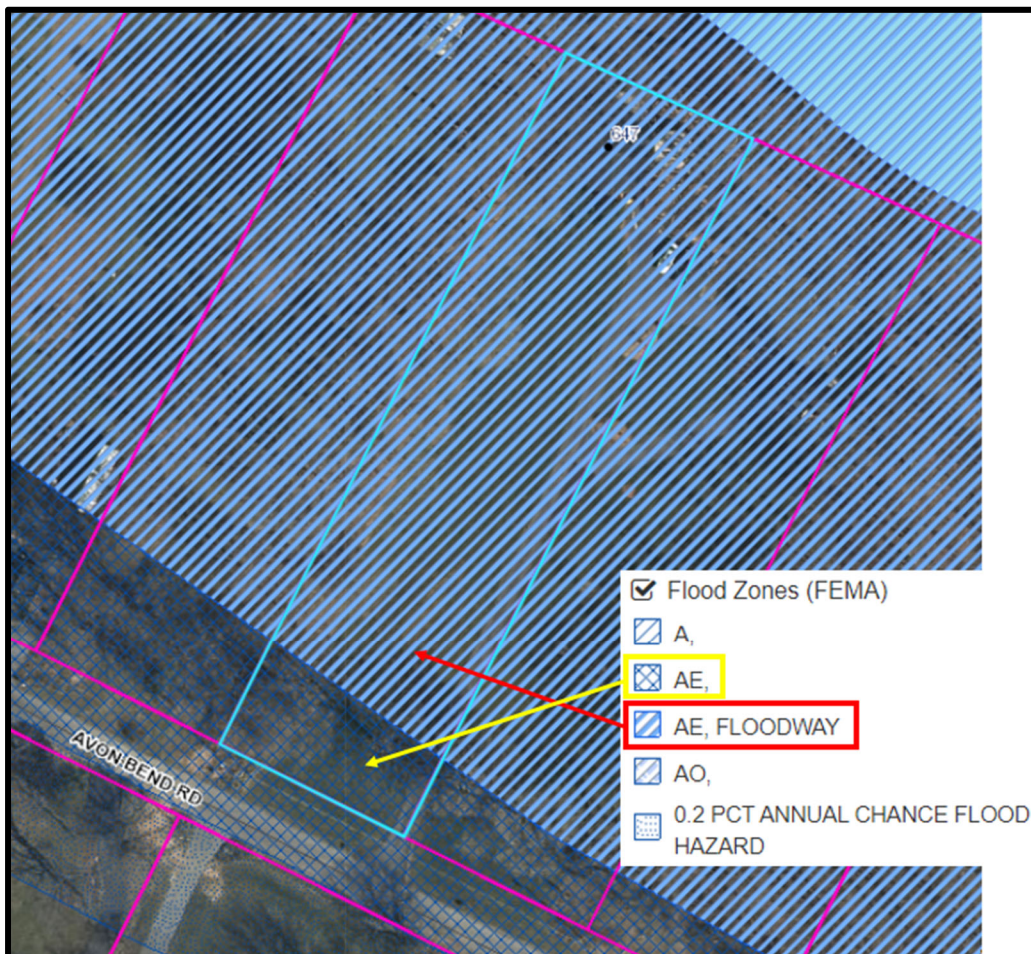 647
Flood Zones (FEMA)
A,
AE,
AE, FLOODWAY
AO,
0.2 PCT ANNUAL CHANCE FLOOD
HAZARD
AVON BEND RD